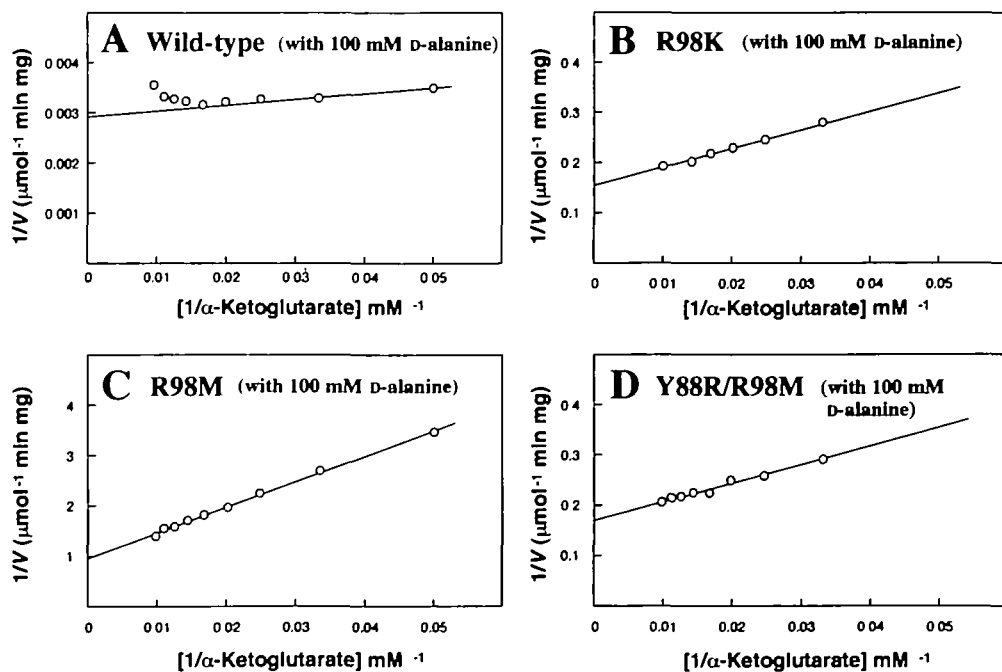 A Wild-type (with 100 mM D-alanine)
1/V (μmol⁻¹ mln mg)
0 004
0 003
0 002
0 001
0 0 01 0 02 0 03 0 04 0 05
[1/α-Ketoglutarate] mM ⁻¹
B R98K (with 100 mM D-alanine)
1/V (μmol⁻¹ mln mg)
0 4
0.3
0 2
0.1
0 0 01 0 02 0.03 0 04 0 05
[1/α-Ketoglutarate] mM ⁻¹
C R98M (with 100 mM D-alanine)
1/V (μmol⁻¹ mln mg)
4
3
2
1
0 0 01 0.02 0.03 0 04 0.05
[1/α-Ketoglutarate] mM ⁻¹
D Y88R/R98M (with 100 mM
D-alanine)
1/V (μmol⁻¹ mln mg)
0 4
0.3
0.2
0.1
0 0 01 0.02 0.03 0 04 0.05
[1/α-Ketoglutarate] mM ⁻¹